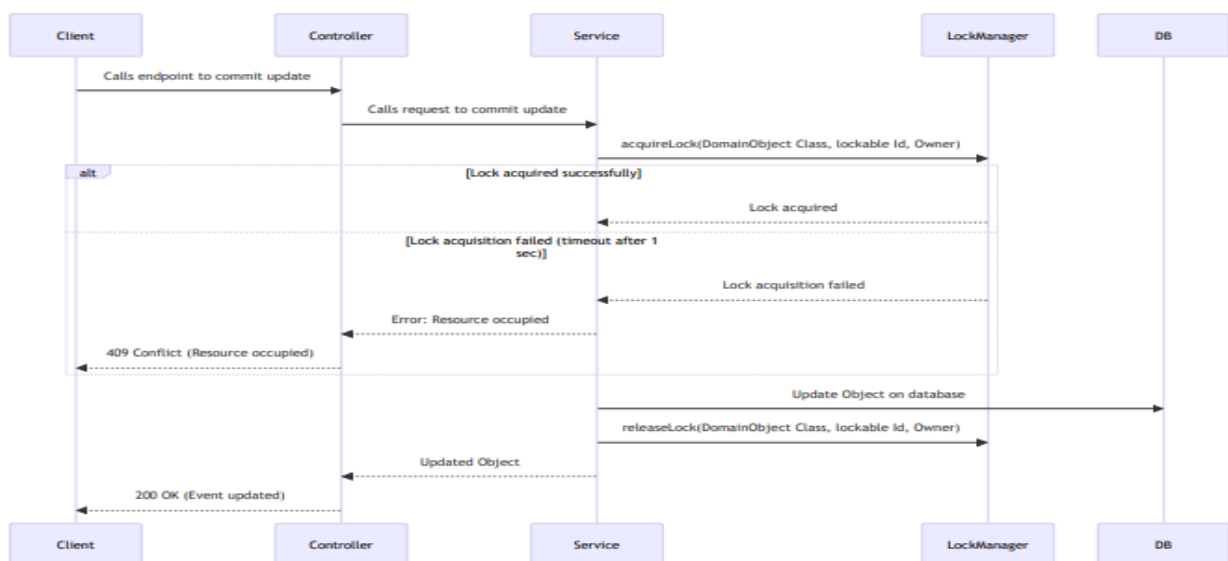 Client
Controller
Service
LockManager
DB
Calls endpoint to commit update
Calls request to commit update
acquireLock(DomainObject Class, lockable Id, Owner)
alt
[Lock acquired successfully]
Lock acquired
[Lock acquisition failed (timeout after 1
sec)]
Lock acquisition failed
Error: Resource occupied
409 Conflict (Resource occupied)
Update Object on database
releaseLock(DomainObject Class, lockable Id, Owner)
Updated Object
200 OK (Event updated)
Client
Controller
Service
LockManager
DB